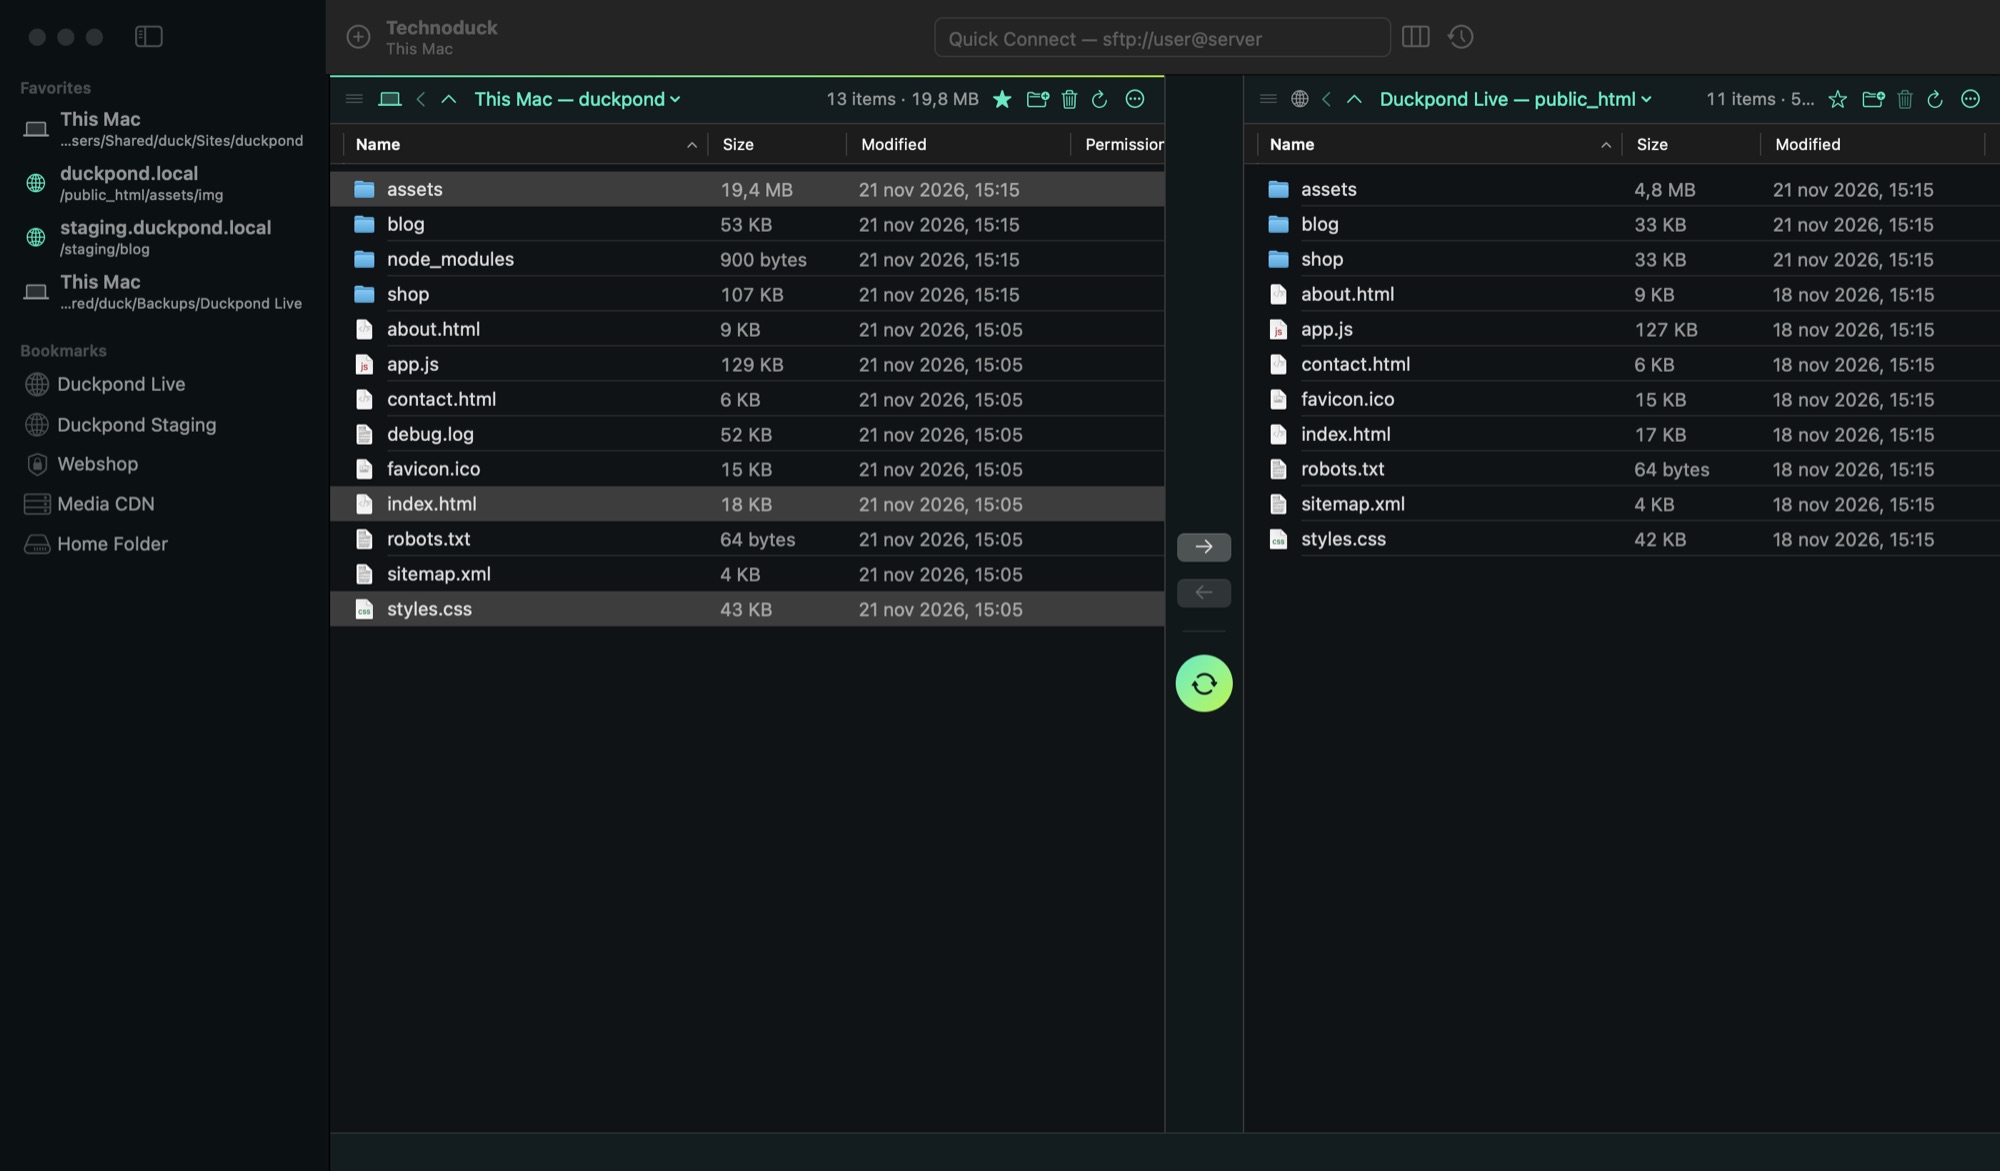 Technoduck
This Mac
Quick Connect — sftp://user@server
Favorites
This Mac
...sers/Shared/duck/Sites/duckpond
duckpond.local
/public_html/assets/img
staging.duckpond.local
/staging/blog
This Mac
...red/duck/Backups/Duckpond Live
Bookmarks
Duckpond Live
Duckpond Staging
Webshop
Media CDN
Home Folder
This Mac — duckpond
13 items · 19,8 MB
Name Size Modified Permission
assets 19,4 MB 21 nov 2026, 15:15
blog 53 KB 21 nov 2026, 15:15
node_modules 900 bytes 21 nov 2026, 15:15
shop 107 KB 21 nov 2026, 15:15
about.html 9 KB 21 nov 2026, 15:05
js app.js 129 KB 21 nov 2026, 15:05
contact.html 6 KB 21 nov 2026, 15:05
debug.log 52 KB 21 nov 2026, 15:05
favicon.ico 15 KB 21 nov 2026, 15:05
index.html 18 KB 21 nov 2026, 15:05
robots.txt 64 bytes 21 nov 2026, 15:05
sitemap.xml 4 KB 21 nov 2026, 15:05
css styles.css 43 KB 21 nov 2026, 15:05
Duckpond Live — public_html
11 items · 5...
Name Size Modified
assets 4,8 MB 21 nov 2026, 15:15
blog 33 KB 21 nov 2026, 15:15
shop 33 KB 21 nov 2026, 15:15
about.html 9 KB 18 nov 2026, 15:15
js app.js 127 KB 18 nov 2026, 15:15
contact.html 6 KB 18 nov 2026, 15:15
favicon.ico 15 KB 18 nov 2026, 15:15
index.html 17 KB 18 nov 2026, 15:15
robots.txt 64 bytes 18 nov 2026, 15:15
sitemap.xml 4 KB 18 nov 2026, 15:15
css styles.css 42 KB 18 nov 2026, 15:15